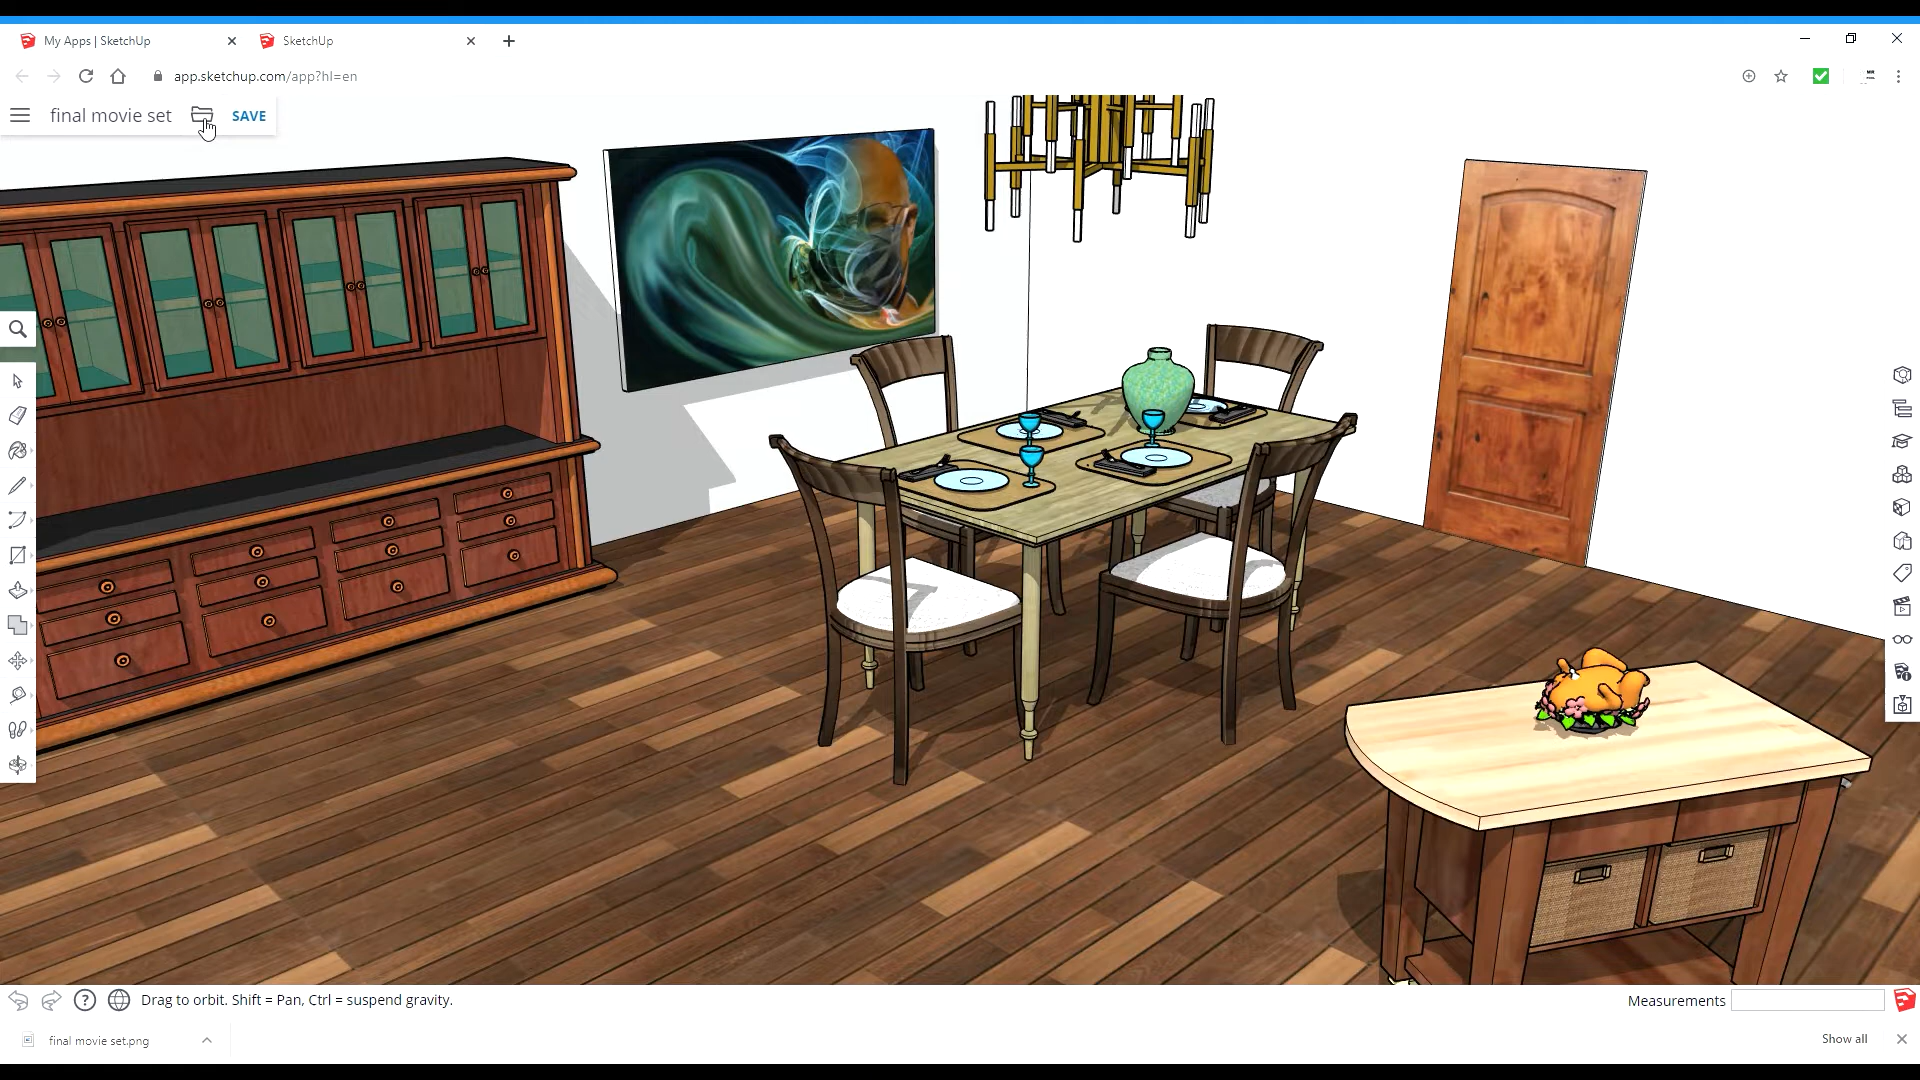 My Apps | SketchUp
SketchUp
app.sketchup.com/app?hl=en
final movie set
SAVE
Drag to orbit. Shift = Pan, Ctrl = suspend gravity.
Measurements
final movie set.png
Show all